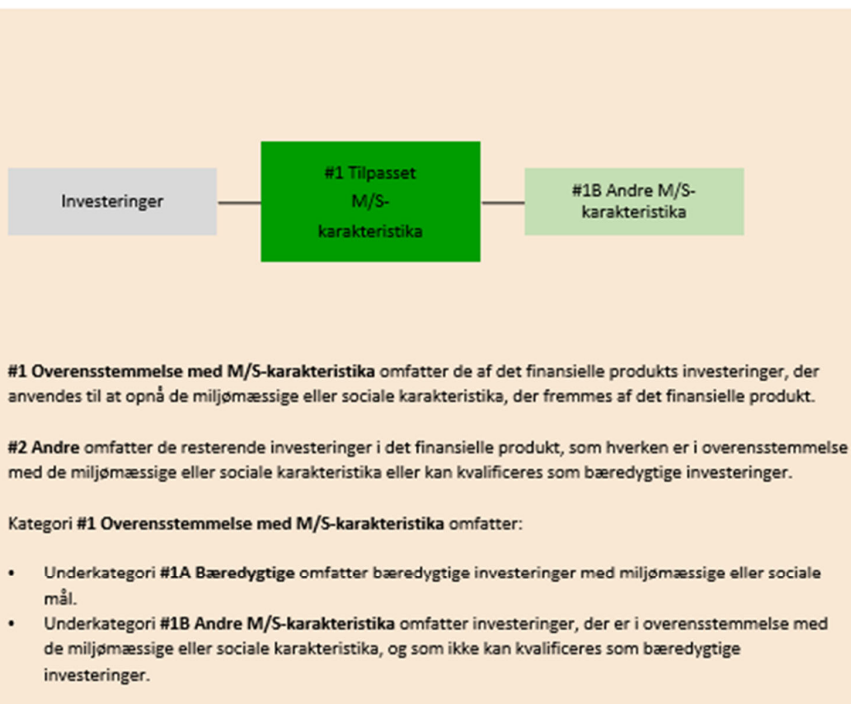 Investeringer
#1 Tilpasset
M/S-
karakteristika
#1B Andre M/S-
karakteristika
#1 Overensstemmelse med M/S-karakteristika omfatter de af det finansielle produkts investeringer, der
anvendes til at opnå de miljømæssige eller sociale karakteristika, der fremmes af det finansielle produkt.
#2 Andre omfatter de resterende investeringer i det finansielle produkt, som hverken er i overensstemmelse
med de miljømæssige eller sociale karakteristika eller kan kvalificeres som bæredygtige investeringer.
Kategori #1 Overensstemmelse med M/S-karakteristika omfatter:
• Underkategori #1A Bæredygtige omfatter bæredygtige investeringer med miljømæssige eller sociale
mål.
• Underkategori #1B Andre M/S-karakteristika omfatter investeringer, der er i overensstemmelse med
de miljømæssige eller sociale karakteristika, og som ikke kan kvalificeres som bæredygtige
investeringer.